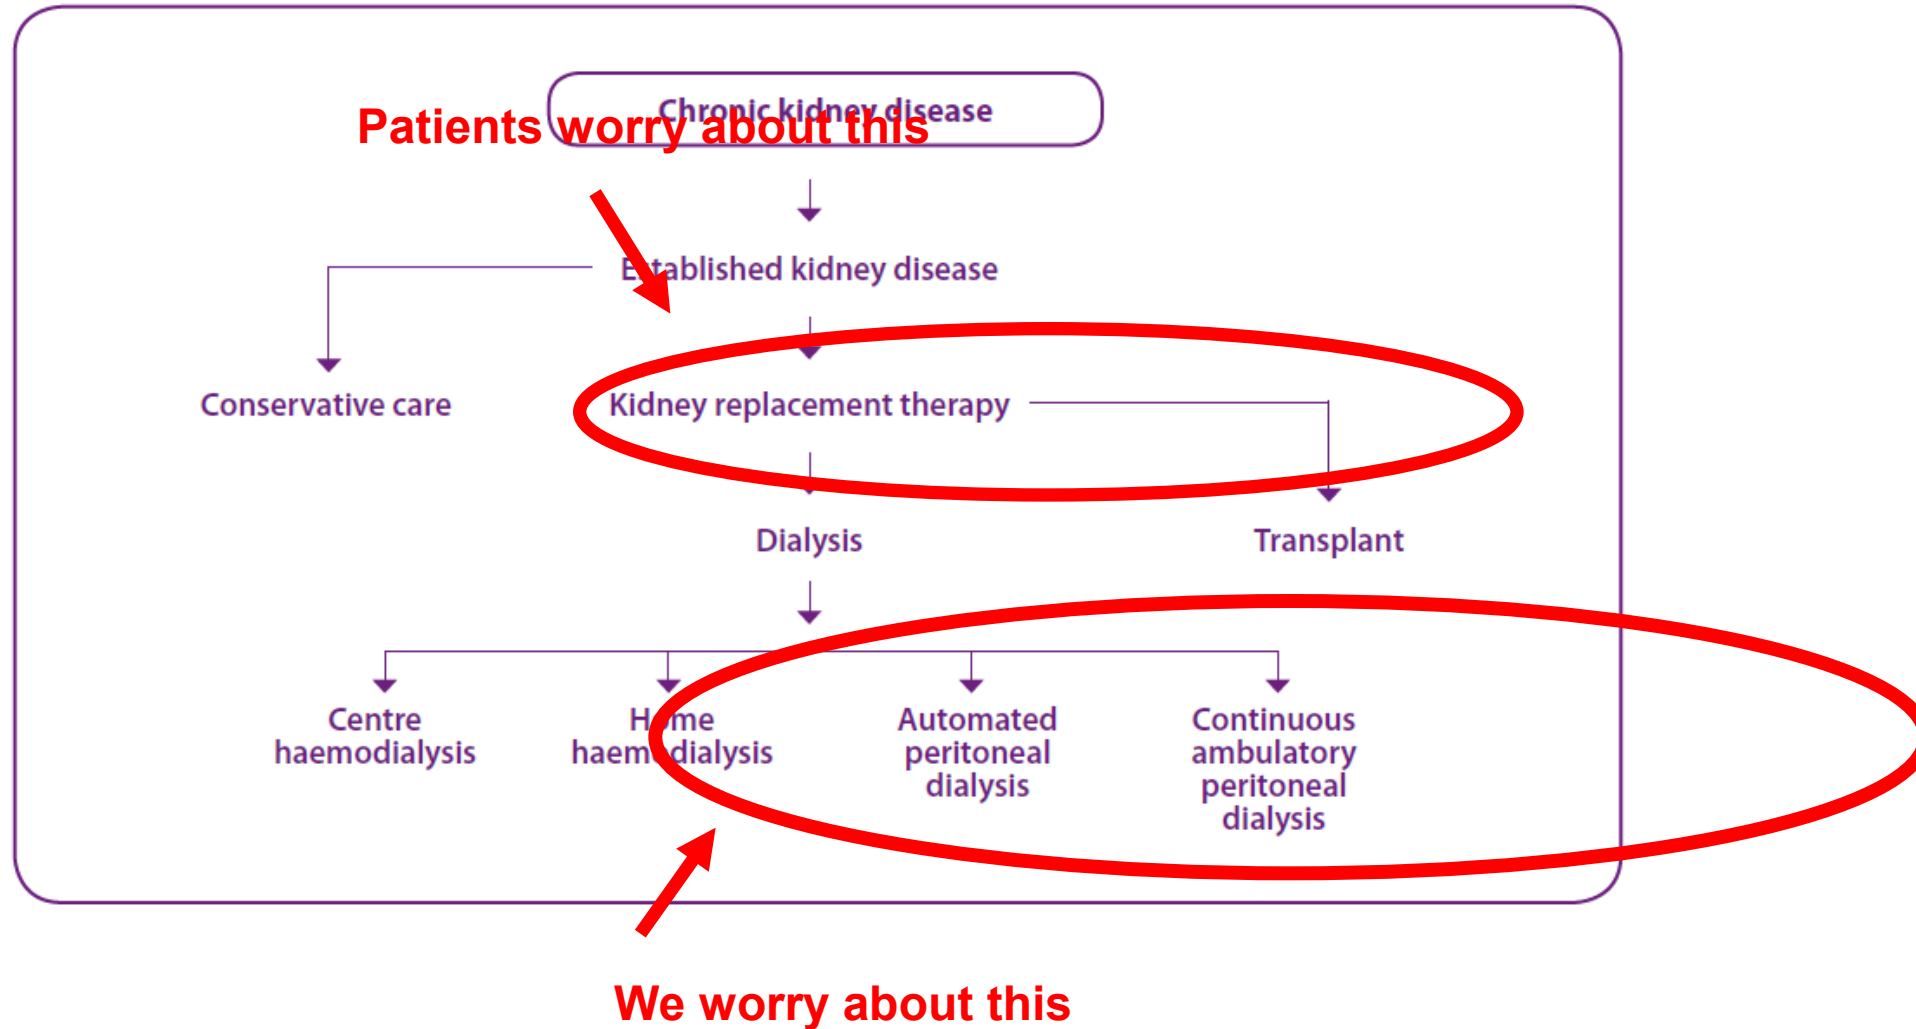 Chronic kidney disease
Patients worry about this
Established kidney disease
Conservative care
Kidney replacement therapy
Dialysis
Transplant
Centre
haemodialysis
Home
haemodialysis
Automated
peritoneal
dialysis
Continuous
ambulatory
peritoneal
dialysis
We worry about this